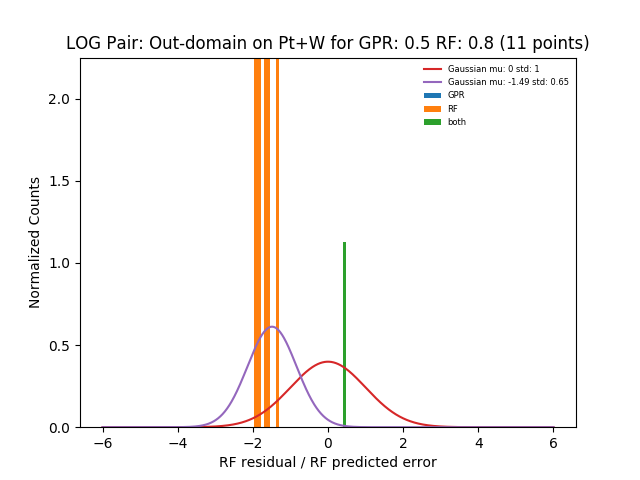 LOG Pair: Out-domain on Pt+W for GPR: 0.5 RF: 0.8 (11 points)
Gaussian mu: 0 std: 1
Gaussian mu: -1.49 std: 0.65
GPR
RF
both
Normalized Counts
2.0
1.5
1.0
0.5
0.0
−6 −4 −2 0 2 4 6
RF residual / RF predicted error